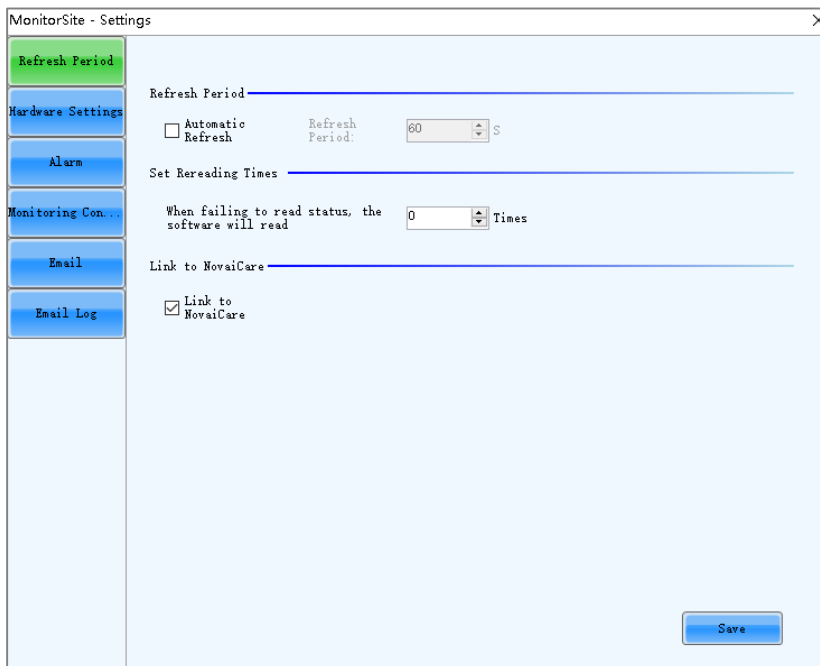 MonitorSite - Settings
Refresh Period
Hardware Settings
Alarm
Monitoring Con...
Email
Email Log
Refresh Period
Automatic
Refresh
Refresh
Period:
60
S
Set Rereading Times
When failing to read status, the
software will read
0
Times
Link to NovaiCare
Link to
NovaiCare
Save